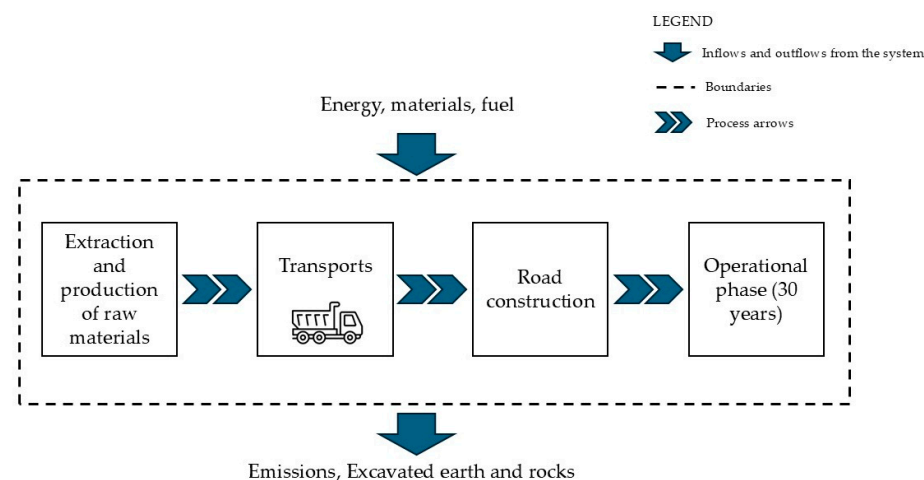 LEGEND
Inflows and outflows from the system
Boundaries
Process arrows
Energy, materials, fuel
Extraction
and
production
of raw
materials
Transports
Road
construction
Operational
phase (30
years)
Emissions, Excavated earth and rocks